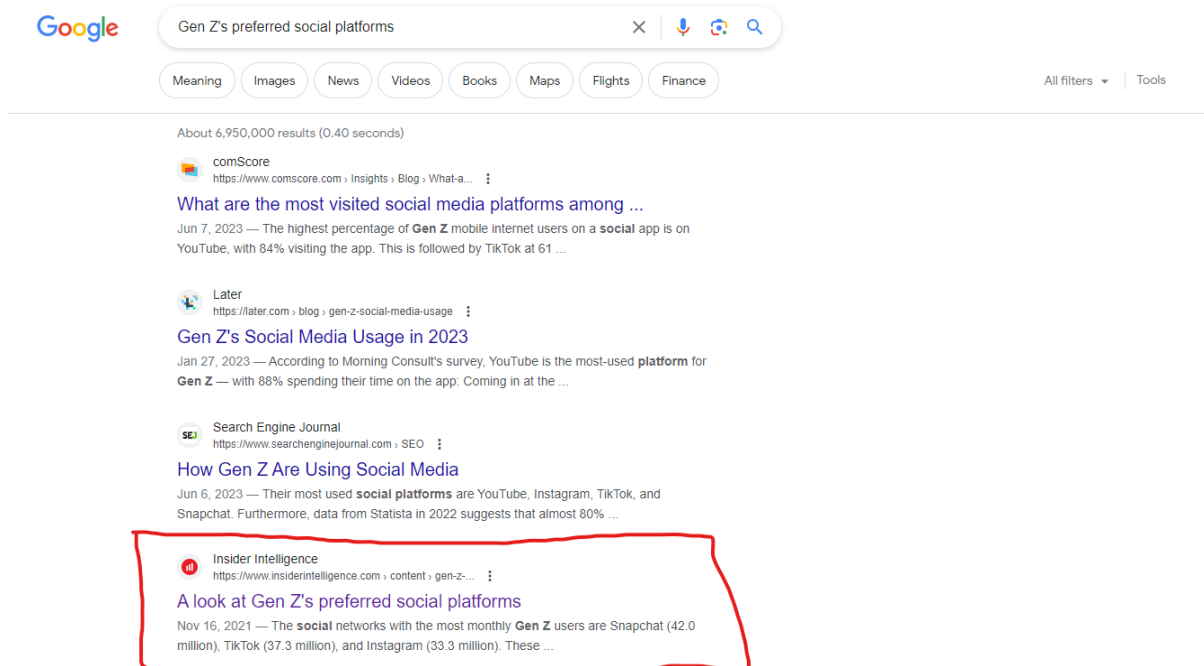 Google
Gen Z's preferred social platforms
Meaning
Images
News
Videos
Books
Maps
Flights
Finance
All filters
Tools
About 6,950,000 results (0.40 seconds)
comScore
https://www.comscore.com › Insights › Blog › What-a...
What are the most visited social media platforms among ...
Jun 7, 2023 — The highest percentage of Gen Z mobile internet users on a social app is on
YouTube, with 84% visiting the app. This is followed by TikTok at 61 ...
Later
https://later.com › blog › gen-z-social-media-usage
Gen Z's Social Media Usage in 2023
Jan 27, 2023 — According to Morning Consult's survey, YouTube is the most-used platform for
Gen Z — with 88% spending their time on the app: Coming in at the ...
SEJ
Search Engine Journal
https://www.searchenginejournal.com › SEO
How Gen Z Are Using Social Media
Jun 6, 2023 — Their most used social platforms are YouTube, Instagram, TikTok, and
Snapchat. Furthermore, data from Statista in 2022 suggests that almost 80% ...
Insider Intelligence
https://www.insiderintelligence.com › content › gen-z-...
A look at Gen Z's preferred social platforms
Nov 16, 2021 — The social networks with the most monthly Gen Z users are Snapchat (42.0
million), TikTok (37.3 million), and Instagram (33.3 million). These ...